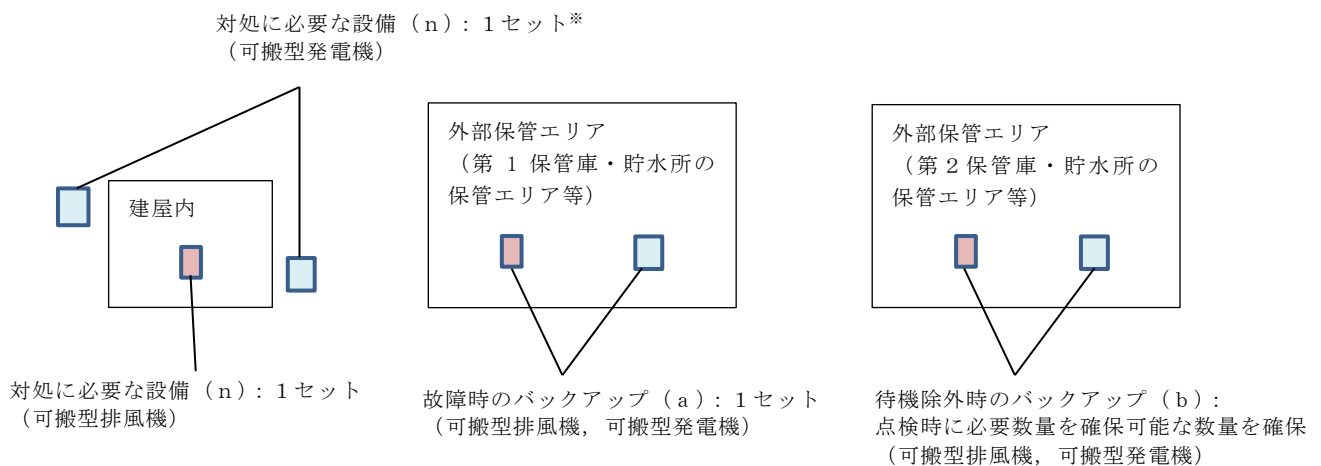 対処に必要な設備（ｎ）: １セット※
（可搬型発電機）
建屋内
対処に必要な設備（ｎ）: １セット
（可搬型排風機）
外部保管エリア
（第 １ 保管庫・貯水所の
保管エリア等）
故障時のバックアップ（ａ）: １セット
（可搬型排風機，可搬型発電機）
外部保管エリア
（第２保管庫・貯水所の
保管エリア等）
待機除外時のバックアップ（ｂ）:
点検時に必要数量を確保可能な数量を確保
（可搬型排風機，可搬型発電機）